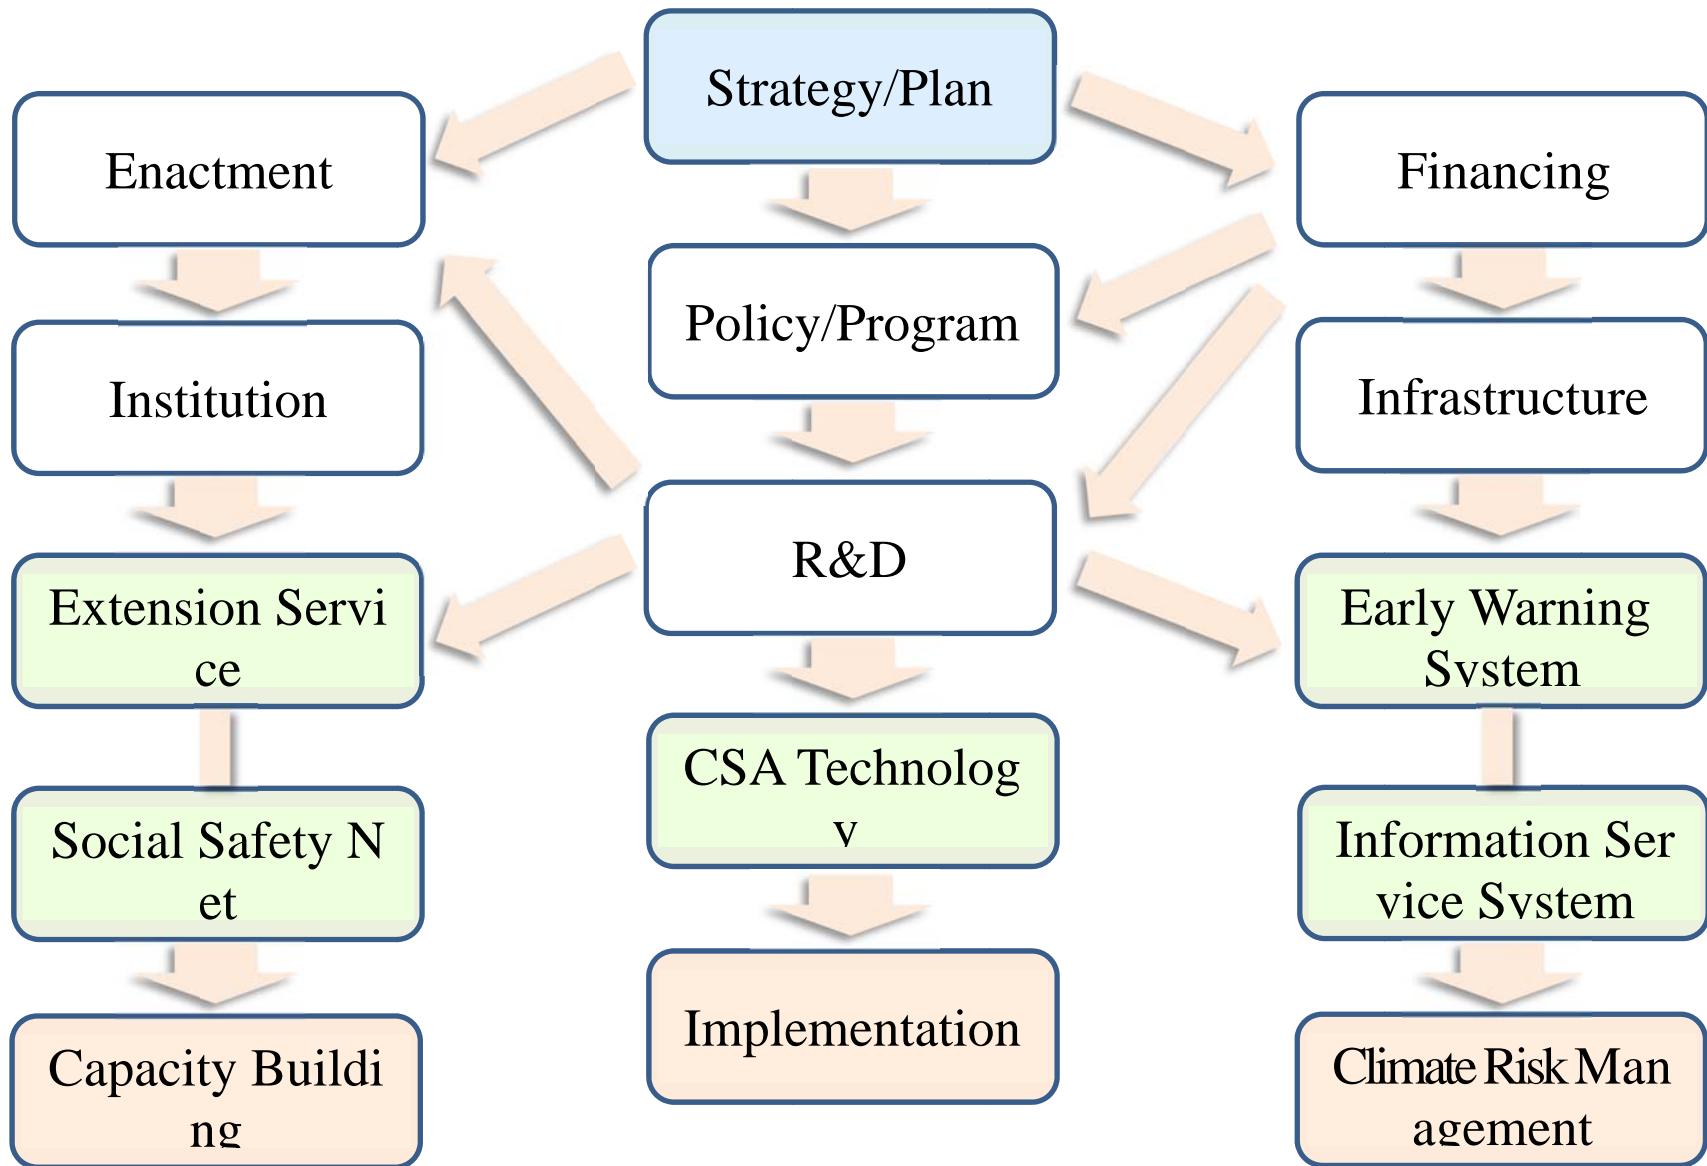 Strategy/Plan
Enactment
Financing
Policy/Program
Institution
Infrastructure
R&D
Extension Servi
ce
Early Warning
System
CSA Technolog
y
Social Safety N
et
Information Ser
vice System
Implementation
Capacity Buildi
ng
Climate Risk Man
agement